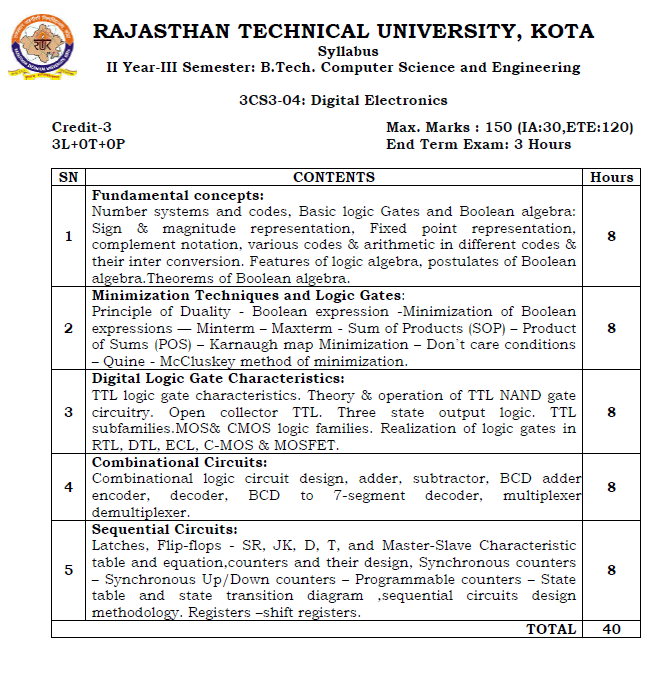 RAJASTHAN TECHNICAL UNIVERSITY, KOTA
Syllabus
II Year-III Semester: B.Tech. Computer Science and Engineering
3CS3-04: Digital Electronics
Credit-3 Max. Marks : 150 (IA:30,ETE:120)
3L+0T+0P End Term Exam: 3 Hours
SN CONTENTS Hours
1
Fundamental concepts:
Number systems and codes, Basic logic Gates and Boolean algebra:
Sign & magnitude representation, Fixed point representation,
complement notation, various codes & arithmetic in different codes &
their inter conversion. Features of logic algebra, postulates of Boolean
algebra.Theorems of Boolean algebra.
8
2
Minimization Techniques and Logic Gates:
Principle of Duality - Boolean expression -Minimization of Boolean
expressions — Minterm – Maxterm - Sum of Products (SOP) – Product
of Sums (POS) – Karnaugh map Minimization – Don`t care conditions
– Quine - McCluskey method of minimization.
8
3
Digital Logic Gate Characteristics:
TTL logic gate characteristics. Theory & operation of TTL NAND gate
circuitry. Open collector TTL. Three state output logic. TTL
subfamilies.MOS& CMOS logic families. Realization of logic gates in
RTL, DTL, ECL, C-MOS & MOSFET.
8
4
Combinational Circuits:
Combinational logic circuit design, adder, subtractor, BCD adder
encoder, decoder, BCD to 7-segment decoder, multiplexer
demultiplexer.
8
5
Sequential Circuits:
Latches, Flip-flops - SR, JK, D, T, and Master-Slave Characteristic
table and equation,counters and their design, Synchronous counters
– Synchronous Up/Down counters – Programmable counters – State
table and state transition diagram ,sequential circuits design
methodology. Registers –shift registers.
8
TOTAL 40